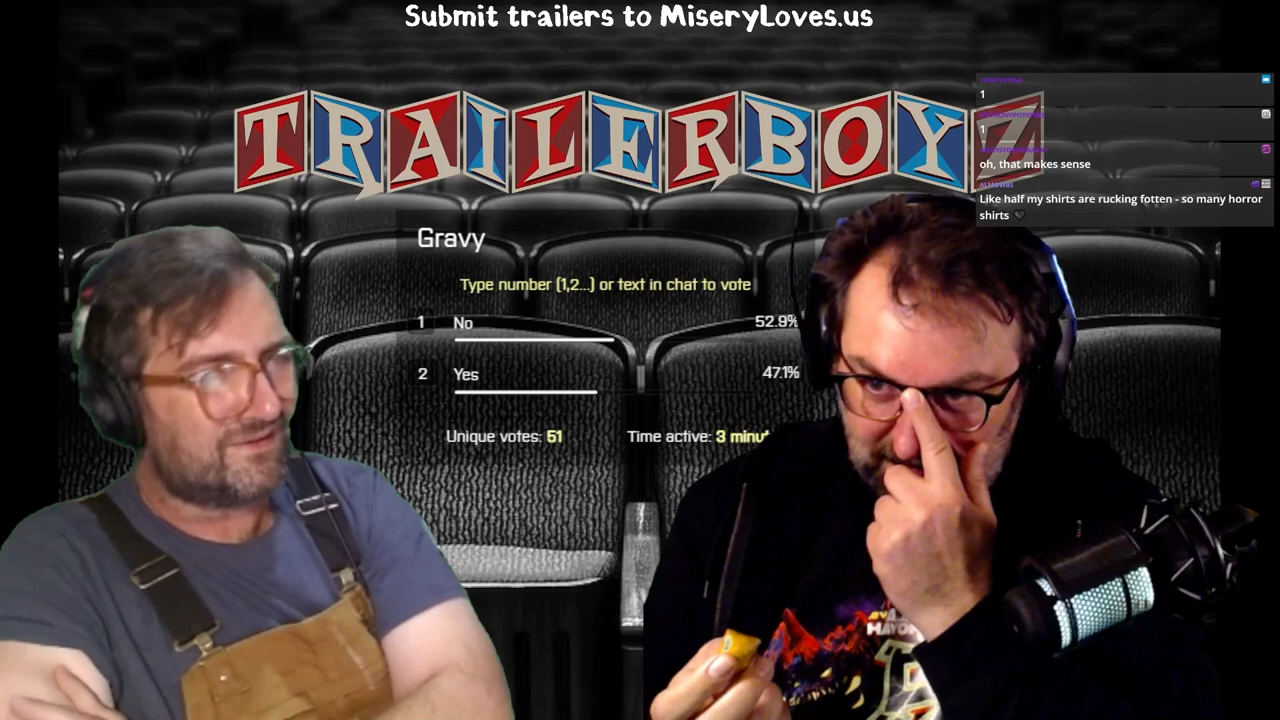 Submit trailers to MiseryLoves.us
TRAILERBOYZ
1
1
oh, that makes sense
Like half my shirts are rucking fotten - so many horror
shirts
Gravy
Type number (1,2...) or text in chat to vote
1 No 52.9%
2 Yes 47.1%
Unique votes: 51 Time active: 3 minut